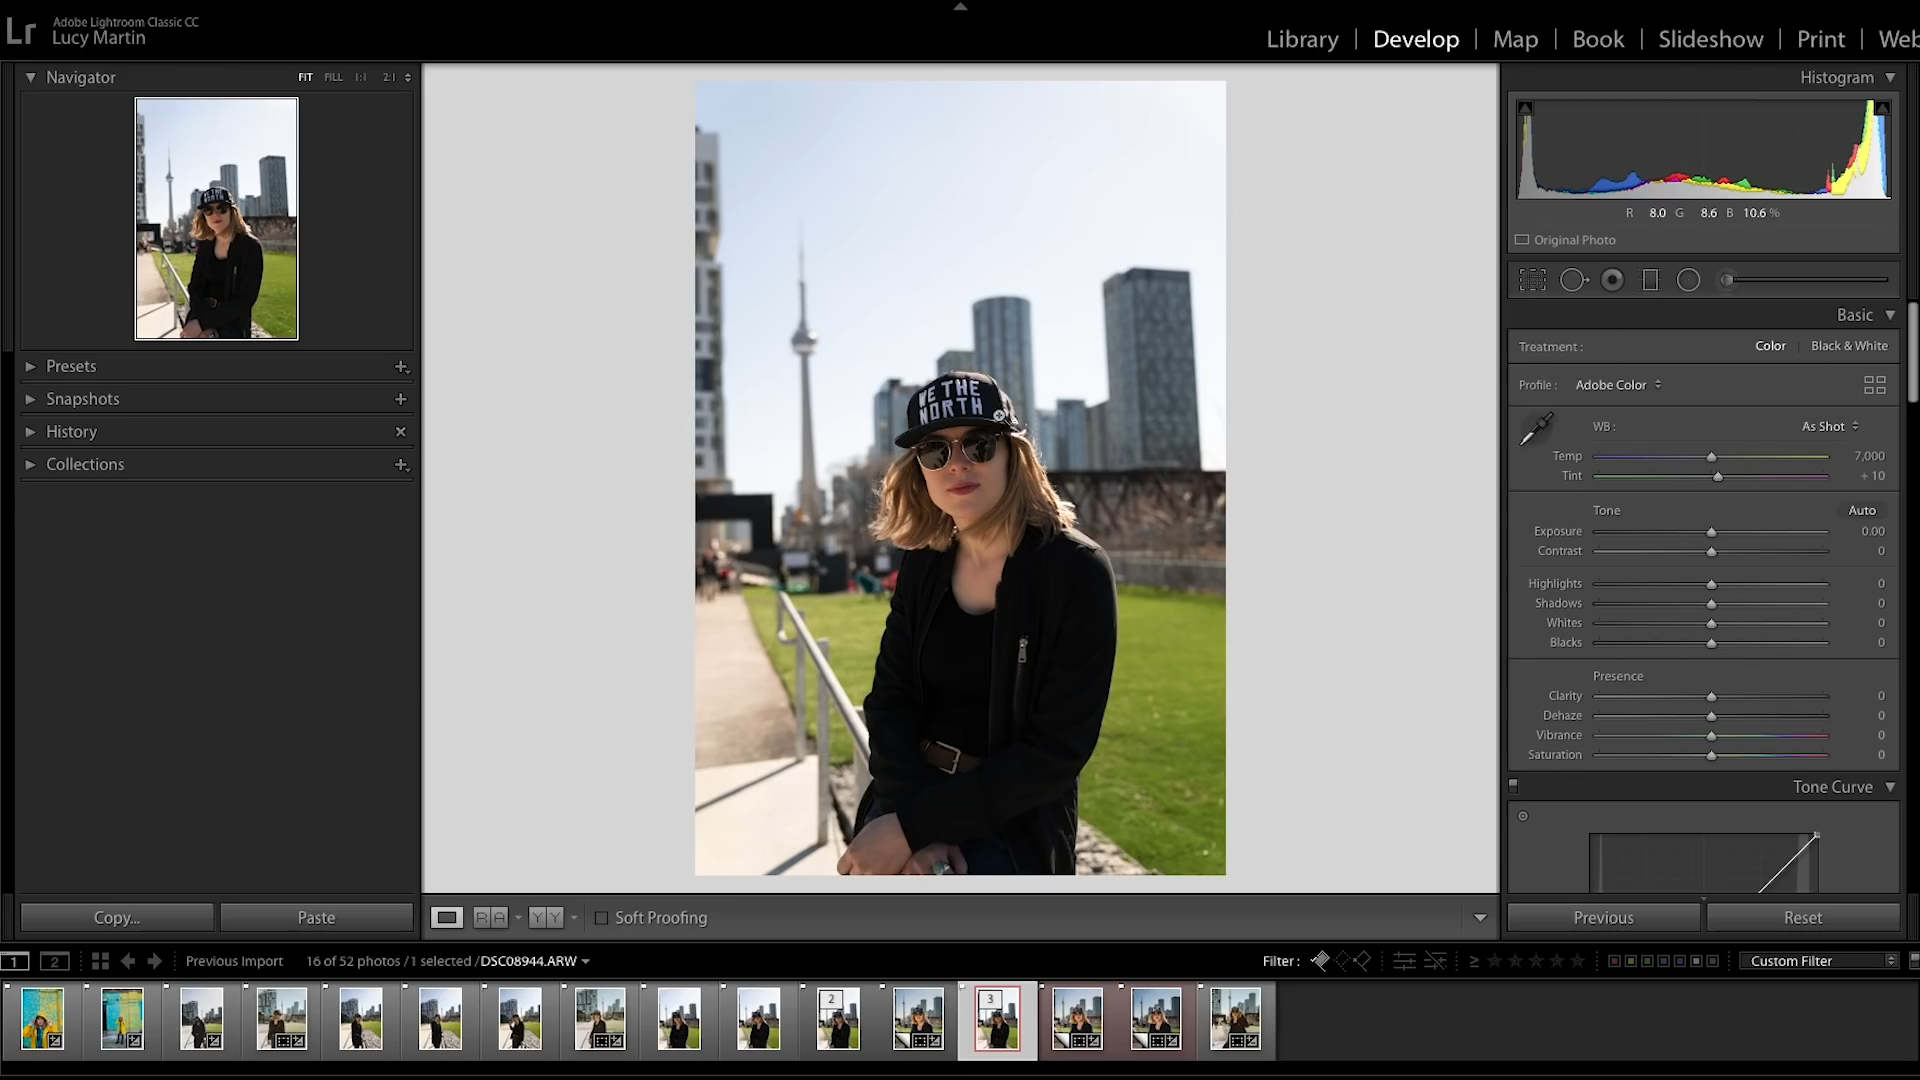 Adobe Lightroom Classic CC
Lucy Martin
Library | Develop | Map | Book | Slideshow | Print | Web
Navigator FIT FILL 1:1 2:1
Presets
Snapshots
History
Collections
Copy... Paste
WE THE
NORTH
Histogram
R 8.0 G 8.6 B 10.6 %
Original Photo
Basic
Treatment : Color | Black & White
Profile : Adobe Color
WB : As Shot
Temp 7,000
Tint + 10
Tone Auto
Exposure 0.00
Contrast 0
Highlights 0
Shadows 0
Whites 0
Blacks 0
Presence
Clarity 0
Dehaze 0
Vibrance 0
Saturation 0
Tone Curve
Previous Reset
R A Y Y Soft Proofing
1 2 Previous Import 16 of 52 photos / 1 selected / DSC08944.ARW Filter : ≥ Custom Filter
2 3